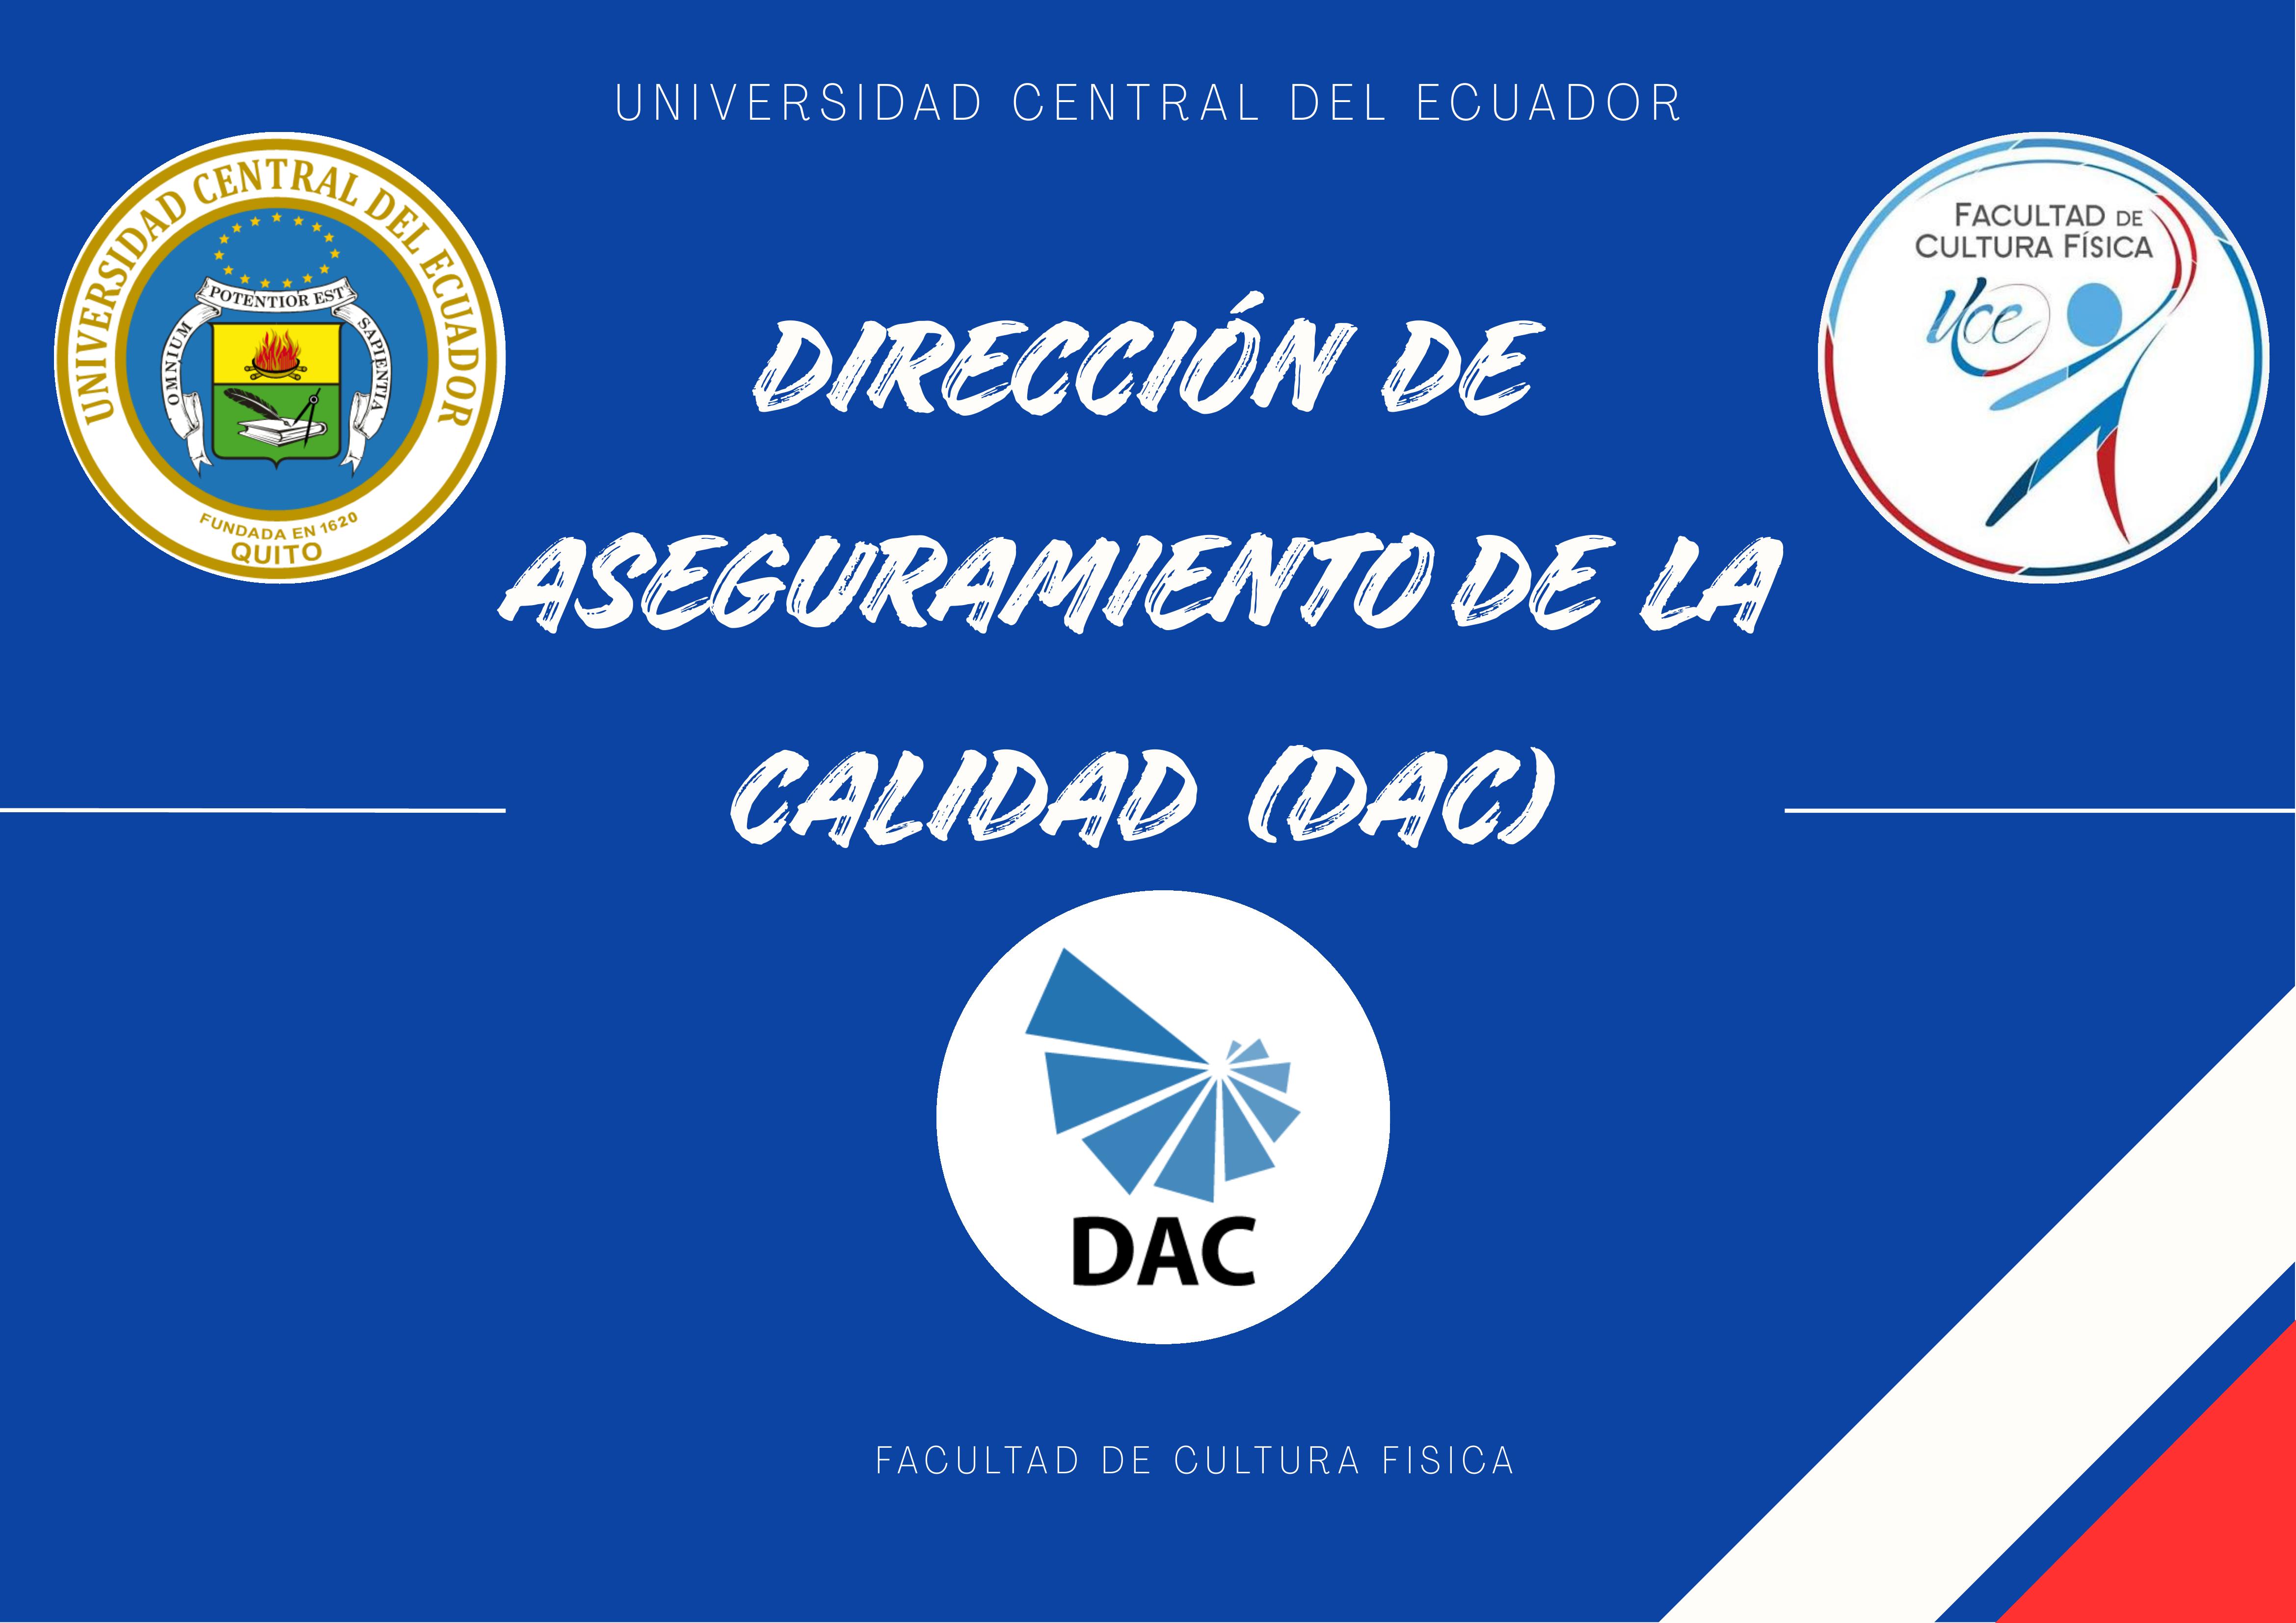 UNIVERSIDAD CENTRAL DEL ECUADOR
UNIVERSIDAD CENTRAL DEL ECUADOR
POTENTIOR EST
OMNIUM
SAPIENTIA
FUNDADA EN 1620
QUITO
FACULTAD DE
CULTURA FÍSICA
Uce
DIRECCIÓN DE
ASEGURAMIENTO DE LA
CALIDAD (DAC)
DAC
FACULTAD DE CULTURA FISICA